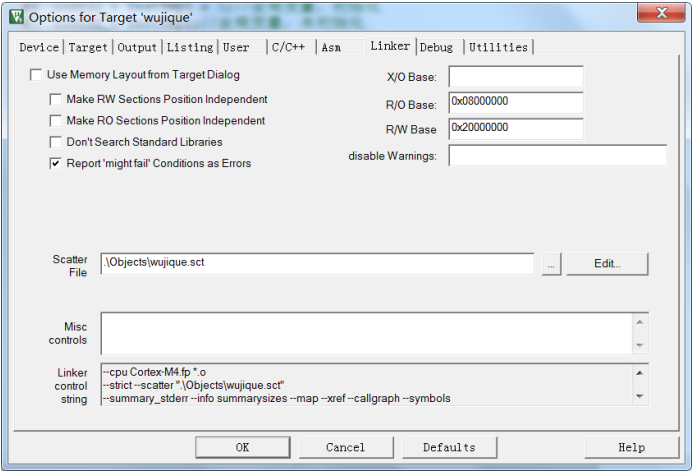 Options for Target 'wujique'
Device Target Output Listing User C/C++ Asm Linker Debug Utilities
Use Memory Layout from Target Dialog
X/O Base:
Make RW Sections Position Independent
R/O Base: 0x08000000
Make RO Sections Position Independent
R/W Base 0x20000000
Don't Search Standard Libraries
disable Warnings:
Report 'might fail' Conditions as Errors
Scatter File
.\Objects\wujique.sct
... Edit...
Misc controls
Linker control string
--cpu Cortex-M4.fp *.o
--strict --scatter ".\Objects\wujique.sct"
--summary_stderr --info summarysizes --map --xref --callgraph --symbols
OK Cancel Defaults Help